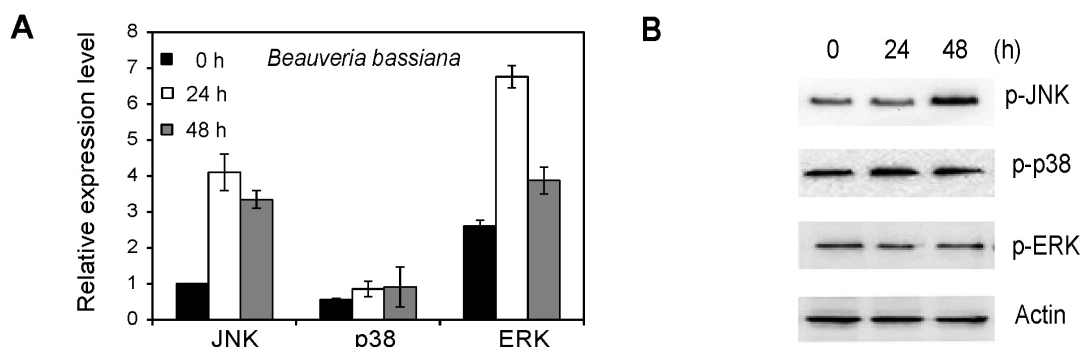 A
Relative expression level
8
7
6
5
4
3
2
1
0
Beauveria bassiana
0 h
24 h
48 h
JNK
p38
ERK
B
0 24 48 (h)
p-JNK
p-p38
p-ERK
Actin